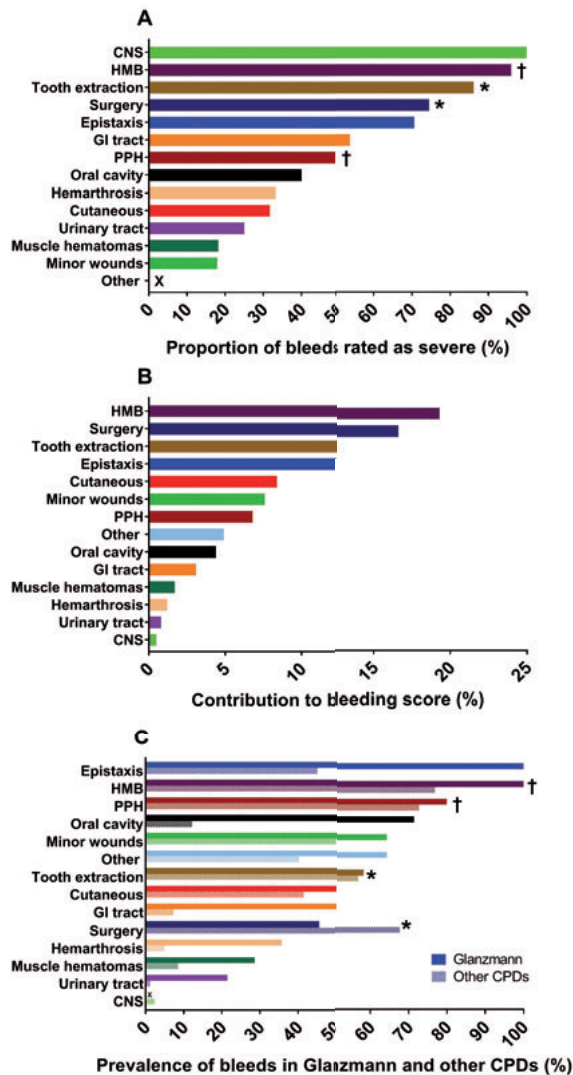 A
CNS
HMB †
Tooth extraction *
Surgery *
Epistaxis
GI tract
PPH †
Oral cavity
Hemarthrosis
Cutaneous
Urinary tract
Muscle hematomas
Minor wounds
Other x
0 10 20 30 40 50 60 70 80 90 100
Proportion of bleeds rated as severe (%)
B
HMB
Surgery
Tooth extraction
Epistaxis
Cutaneous
Minor wounds
PPH
Other
Oral cavity
GI tract
Muscle hematomas
Hemarthrosis
Urinary tract
CNS
0 5 10 15 20 25
Contribution to bleeding score (%)
C
Epistaxis
HMB †
PPH †
Oral cavity
Minor wounds
Other
Tooth extraction *
Cutaneous
GI tract
Surgery *
Hemarthrosis
Glanzmann
Muscle hematomas
Other CPDs
Urinary tract
CNS x
0 10 20 30 40 50 60 70 80 90 100
Prevalence of bleeds in Glanzmann and other CPDs (%)